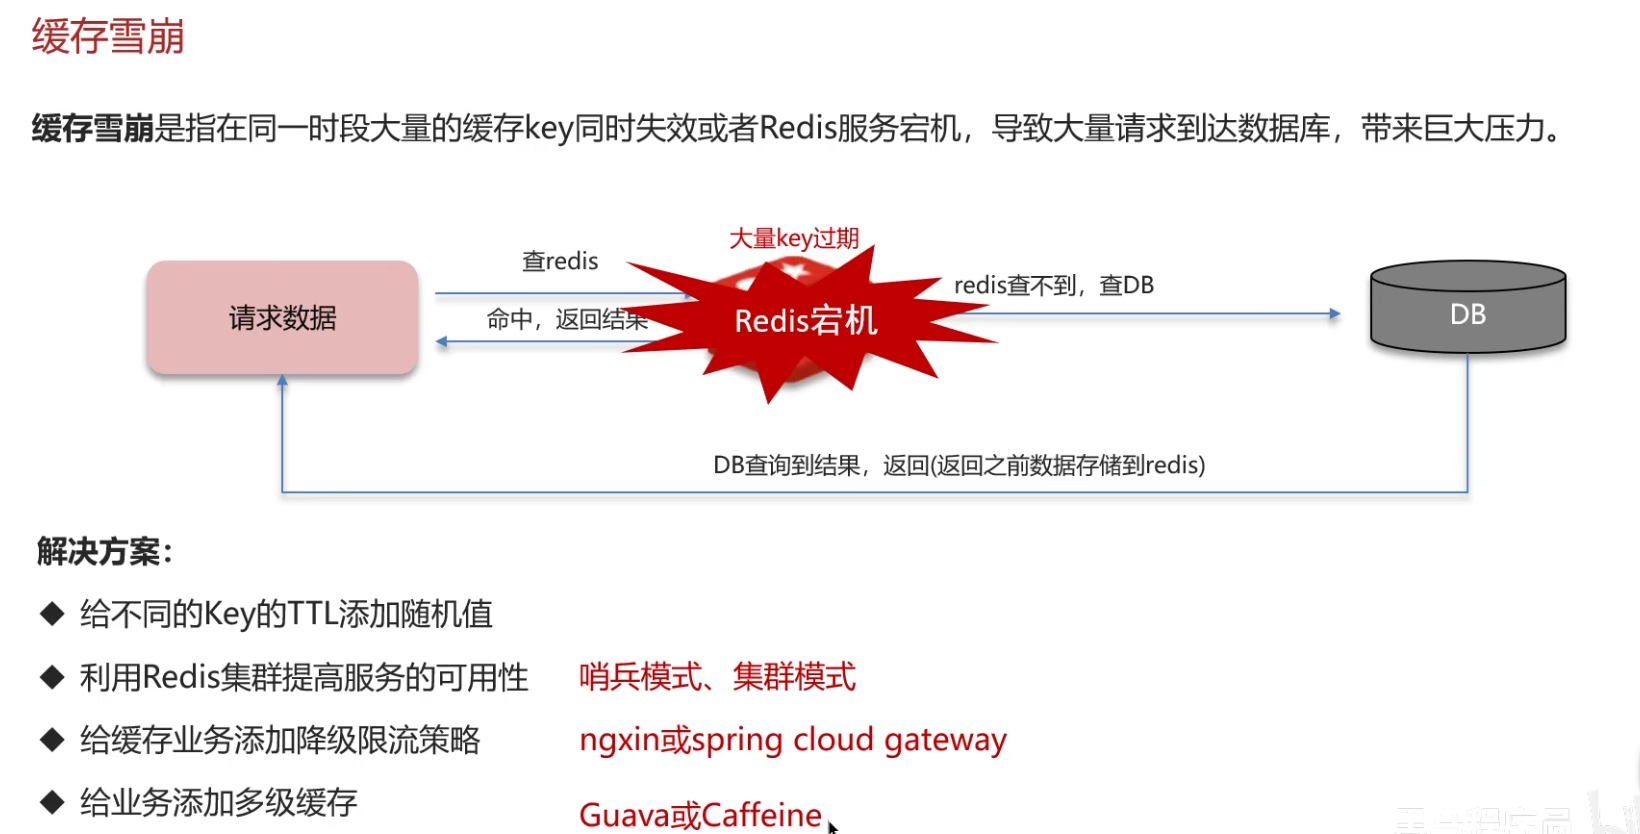 缓存雪崩
缓存雪崩是指在同一时段大量的缓存key同时失效或者Redis服务宕机，导致大量请求到达数据库，带来巨大压力。
大量key过期
查redis
redis查不到，查DB
请求数据
命中，返回结果
Redis宕机
DB
DB查询到结果，返回(返回之前数据存储到redis)
解决方案：
给不同的Key的TTL添加随机值
利用Redis集群提高服务的可用性 哨兵模式、集群模式
给缓存业务添加降级限流策略 ngxin或spring cloud gateway
给业务添加多级缓存 Guava或Caffeine